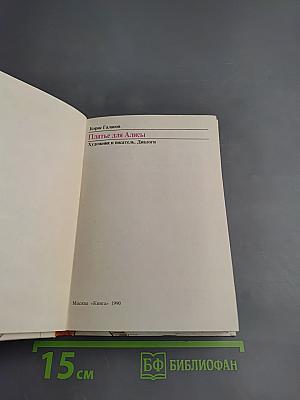 Борис Галанов
Платье для Алисы
Художник и писатель. Диалоги
Москва «Книга» 1990
15 см
БФ БИБЛИОФАН